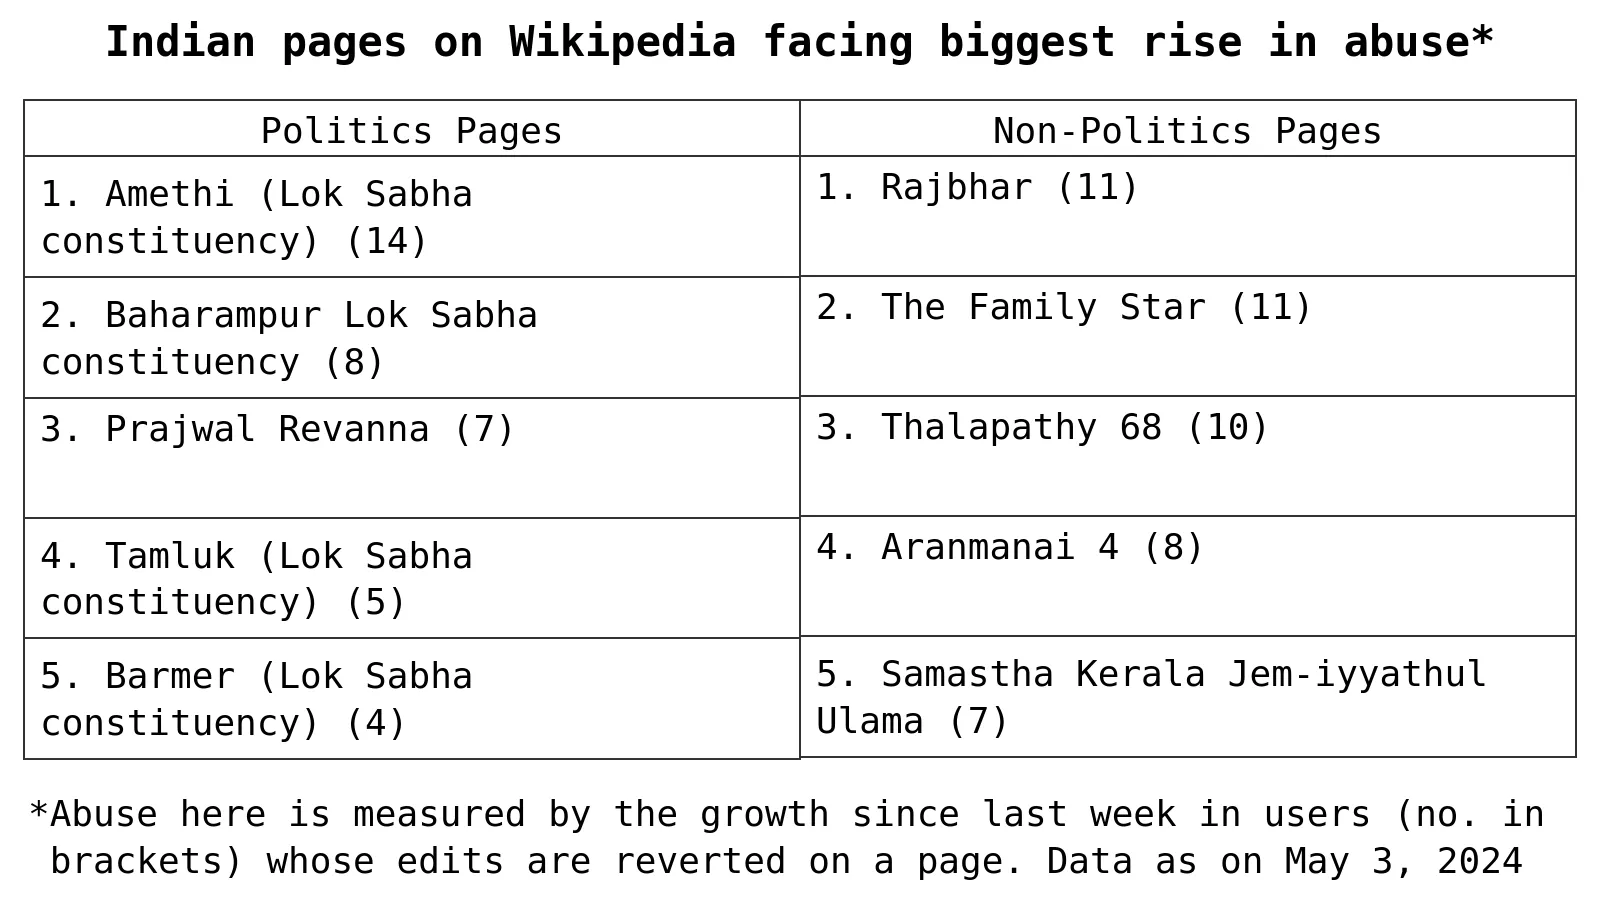 Indian pages on Wikipedia facing biggest rise in abuse*
Politics Pages
Non-Politics Pages
1. Amethi (Lok Sabha
constituency) (14)
1. Rajbhar (11)
2. Baharampur Lok Sabha
constituency (8)
2. The Family Star (11)
3. Prajwal Revanna (7)
3. Thalapathy 68 (10)
4. Tamluk (Lok Sabha
constituency) (5)
4. Aranmanai 4 (8)
5. Barmer (Lok Sabha
constituency) (4)
5. Samastha Kerala Jem-iyyathul
Ulama (7)
*Abuse here is measured by the growth since last week in users (no. in
brackets) whose edits are reverted on a page. Data as on May 3, 2024